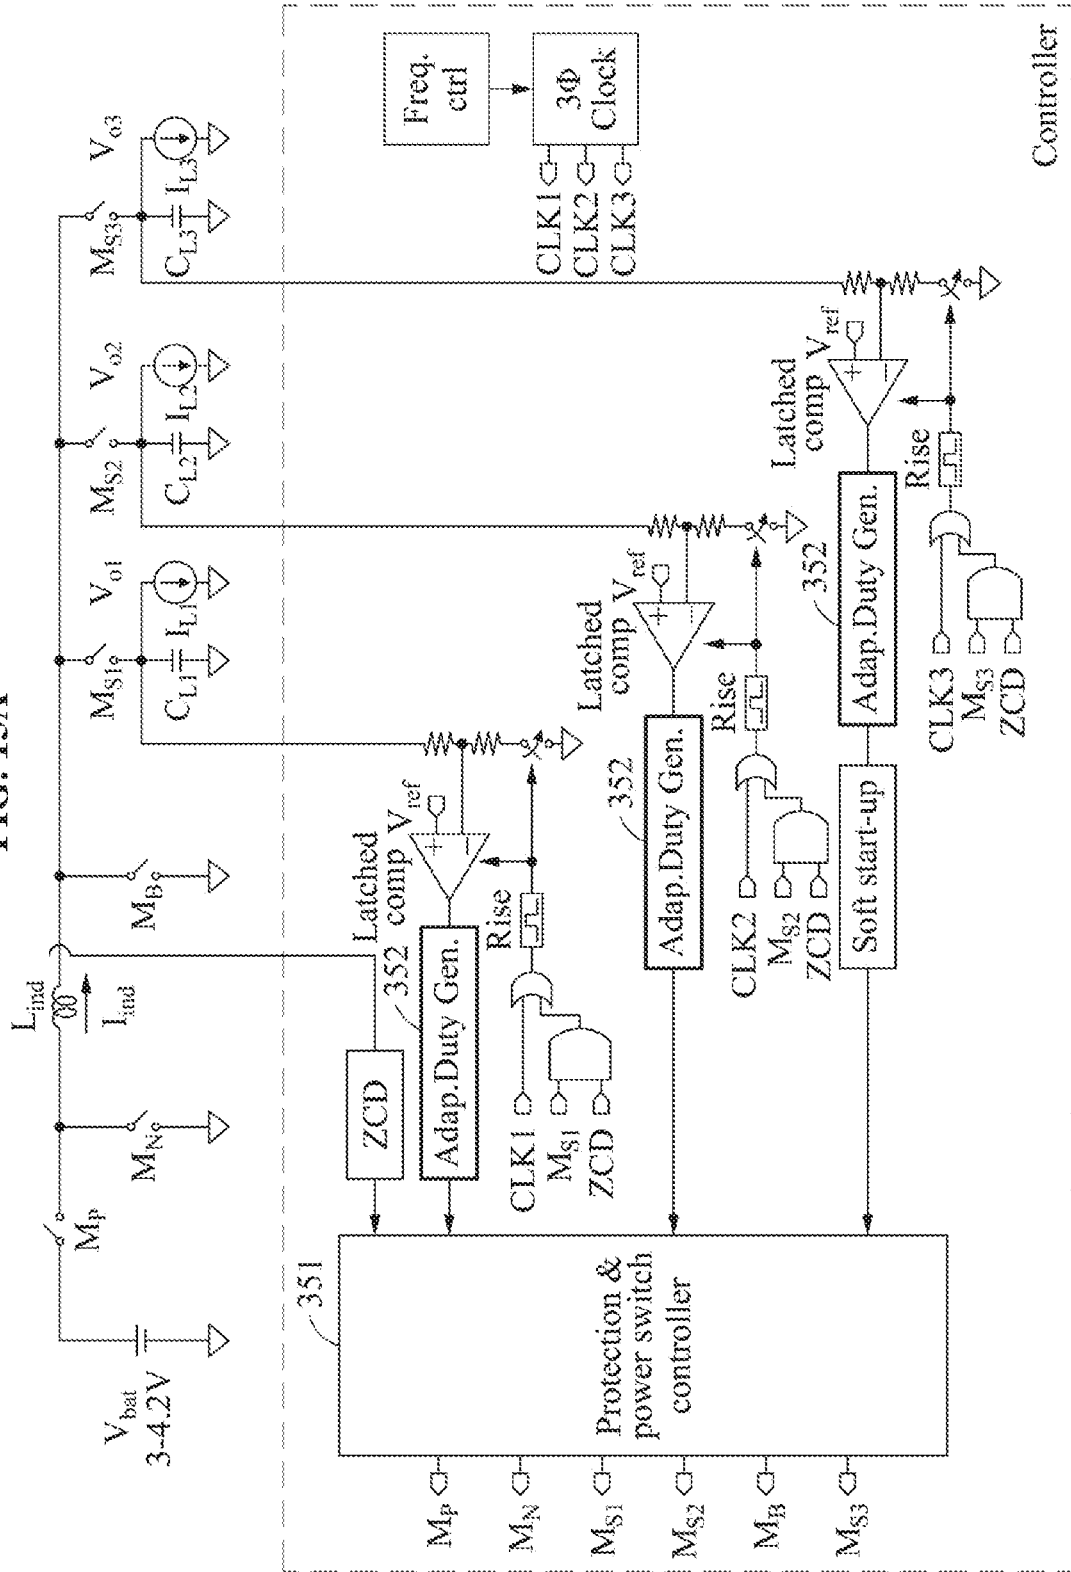 V_bat
3-4.2V
M_P
M_N
L_ind
I_ind
M_B
M_S1
V_o1
C_L1
I_L1
M_S2
V_o2
C_L2
I_L2
M_S3
V_o3
C_L3
I_L3
351
Protection &
power switch
controller
M_P
M_N
M_S1
M_S2
M_B
M_S3
ZCD
352
Adap.Duty Gen.
Latched
comp
V_ref
+
−
Rise
CLK1
M_S1
ZCD
352
Adap.Duty Gen.
Latched
comp
V_ref
+
−
Rise
CLK2
M_S2
ZCD
Soft start-up
352
Adap.Duty Gen.
Latched
comp
V_ref
+
−
Rise
CLK3
M_S3
ZCD
Freq.
ctrl
3Φ
Clock
CLK1
CLK2
CLK3
Controller